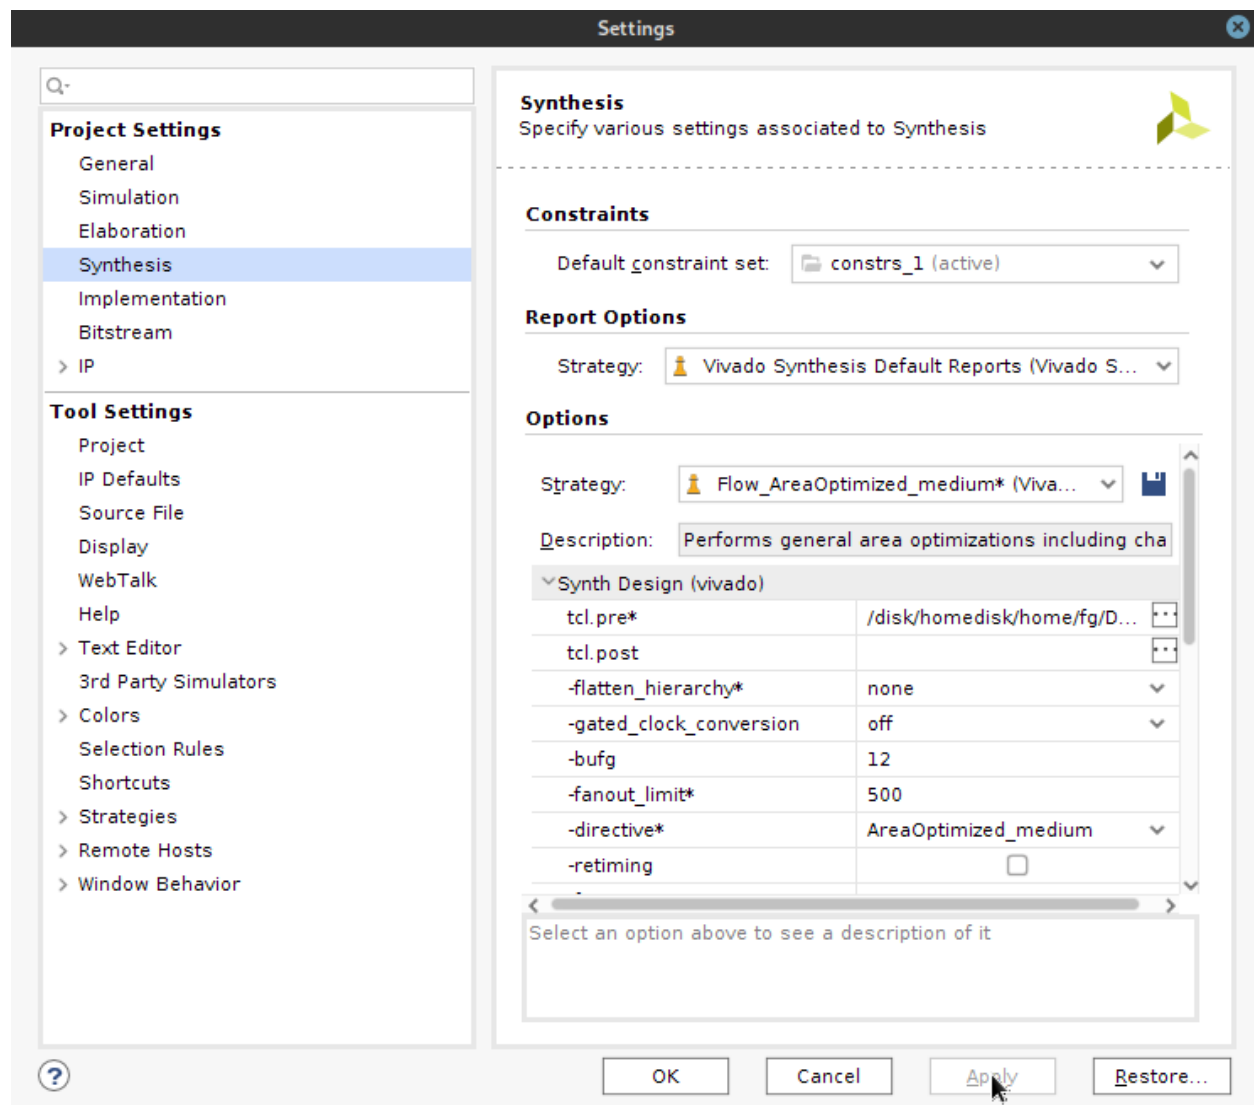 Settings
Project Settings
General
Simulation
Elaboration
Synthesis
Implementation
Bitstream
IP
Tool Settings
Project
IP Defaults
Source File
Display
WebTalk
Help
Text Editor
3rd Party Simulators
Colors
Selection Rules
Shortcuts
Strategies
Remote Hosts
Window Behavior
Synthesis
Specify various settings associated to Synthesis
Constraints
Default constraint set: constrs_1 (active)
Report Options
Strategy: Vivado Synthesis Default Reports (Vivado S...
Options
Strategy: Flow_AreaOptimized_medium* (Viva...
Description: Performs general area optimizations including cha
Synth Design (vivado)
tcl.pre* /disk/homedisk/home/fg/D... ...
tcl.post ...
-flatten_hierarchy* none
-gated_clock_conversion off
-bufg 12
-fanout_limit* 500
-directive* AreaOptimized_medium
-retiming
Select an option above to see a description of it
? OK Cancel Apply Restore...